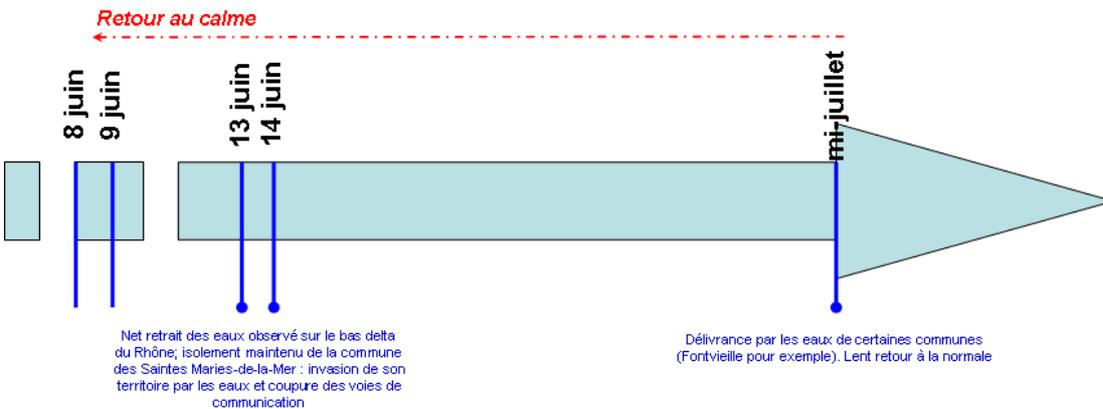 Retour au calme
8 juin
9 juin
13 juin
14 juin
mi-juillet
Net retrait des eaux observé sur le bas delta
du Rhône; isolement maintenu de la commune
des Saintes Maries-de-la-Mer : invasion de son
territoire par les eaux et coupure des voies de
communication
Délivrance par les eaux de certaines communes
(Fontvieille pour exemple). Lent retour à la normale